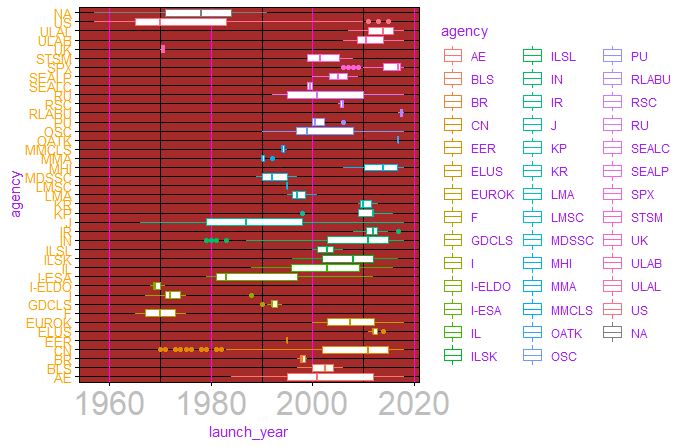 agency
NA
US
ULAL
ULAB
UK
STSM
SPX
SEALP
SEALC
RU
RSC
RLABU
PU
OSC
OATK
MMCLS
MMA
MHI
MDSSC
LMSC
LMA
KR
KP
J
IR
IN
ILSL
ILSK
IL
I-ESA
I-ELDO
I
GDCLS
F
EUROK
ELUS
EER
CN
BR
BLS
AE
1960
1980
2000
2020
launch_year
agency
AE
BLS
BR
CN
EER
ELUS
EUROK
F
GDCLS
I
I-ELDO
I-ESA
IL
ILSK
ILSL
IN
IR
J
KP
KR
LMA
LMSC
MDSSC
MHI
MMA
MMCLS
OATK
OSC
PU
RLABU
RSC
RU
SEALC
SEALP
SPX
STSM
UK
ULAB
ULAL
US
NA